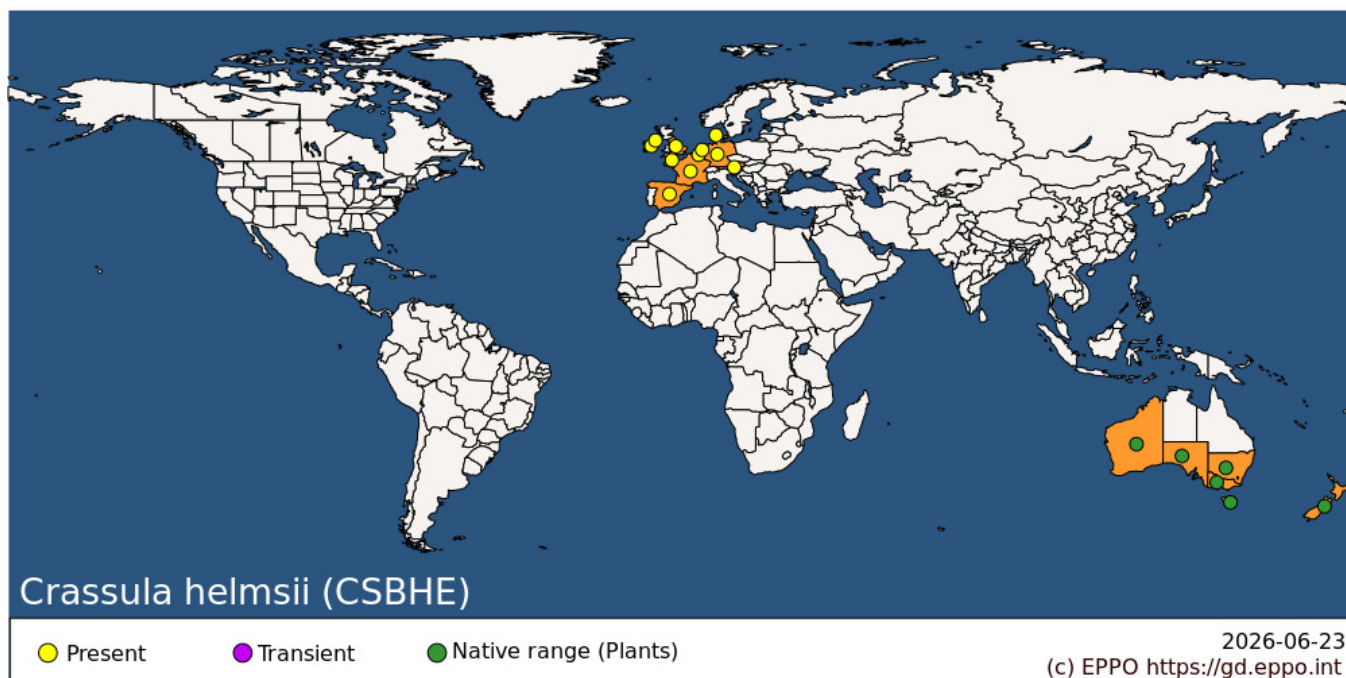 Crassula helmsii (CSBHE)
Present
Transient
Native range (Plants)
2026-06-23
(c) EPPO https://gd.eppo.int